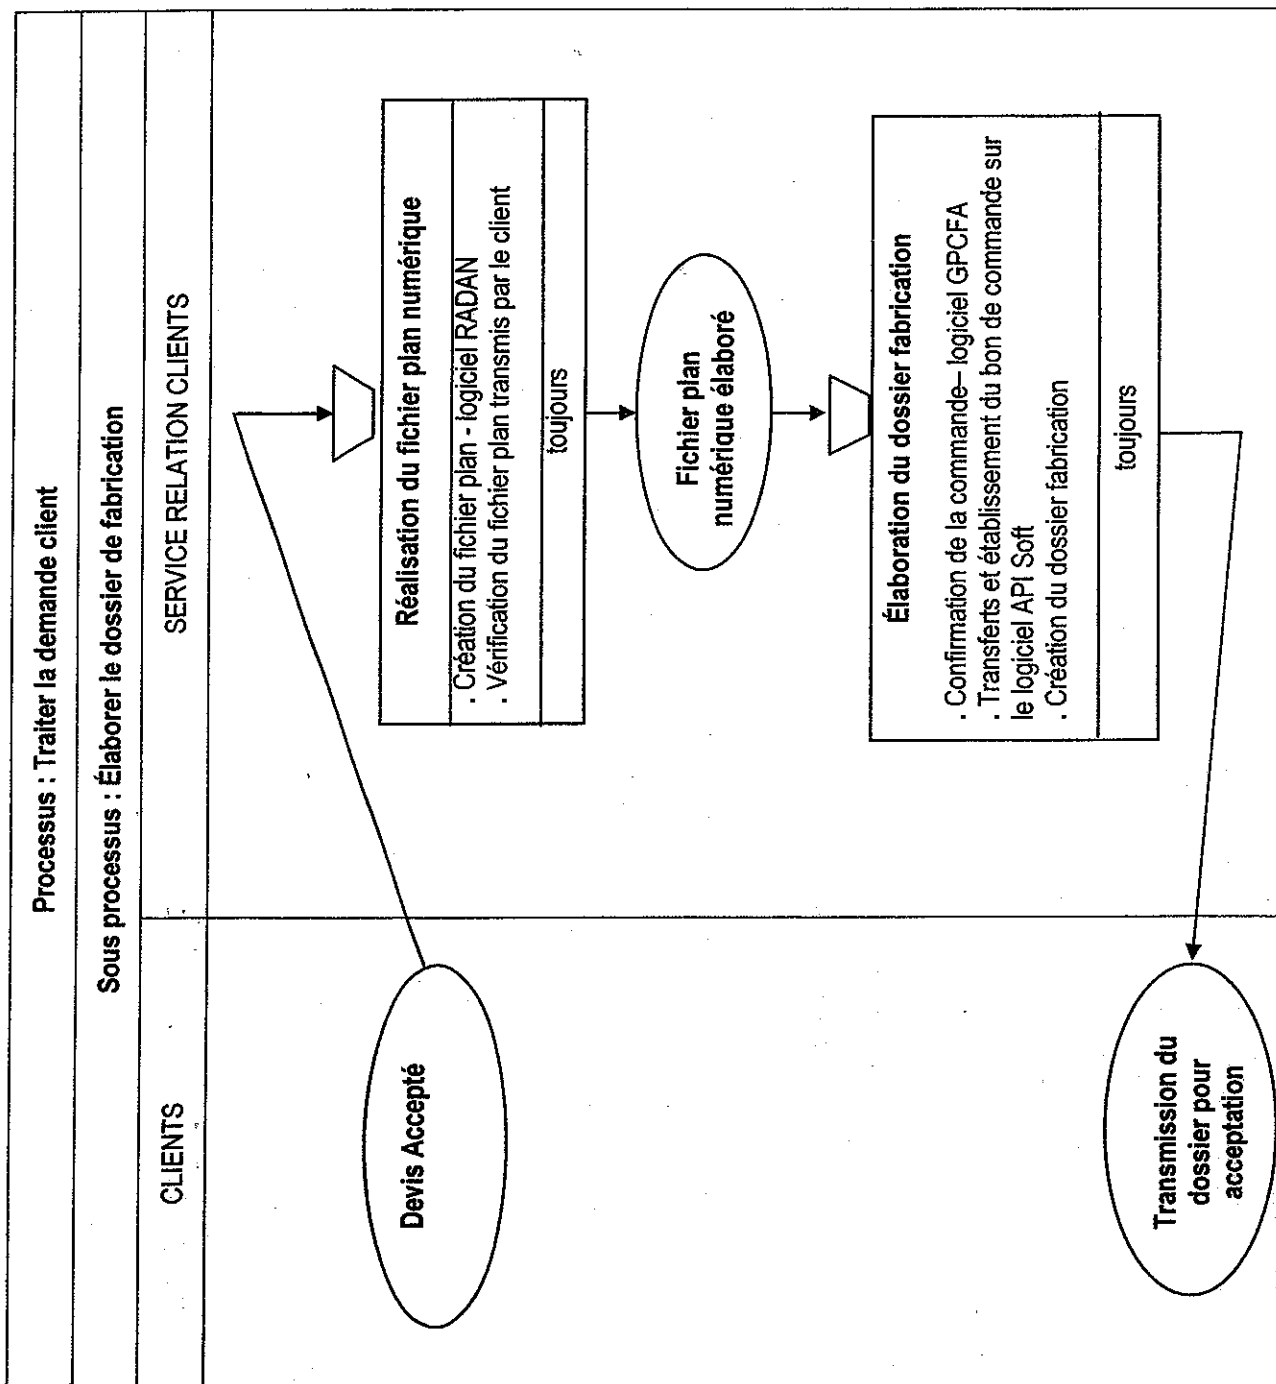 Processus : Traiter la demande client
Sous processus : Élaborer le dossier de fabrication
CLIENTS
SERVICE RELATION CLIENTS
Devis Accepté
Réalisation du fichier plan numérique
. Création du fichier plan - logiciel RADAN
. Vérification du fichier plan transmis par le client
toujours
Fichier plan
numérique élaboré
Élaboration du dossier fabrication
. Confirmation de la commande– logiciel GPCFA
. Transferts et établissement du bon de commande sur
le logiciel API Soft
. Création du dossier fabrication
toujours
Transmission du
dossier pour
acceptation